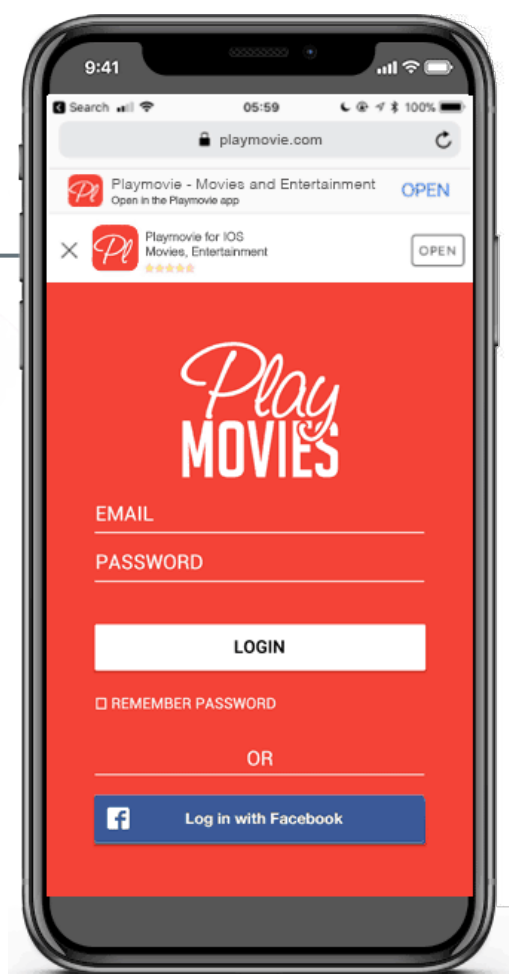 9:41
Search 05:59 100%
playmovie.com
Pl Playmovie - Movies and Entertainment OPEN
Open in the Playmovie app
Pl Playmovie for IOS
Movies, Entertainment OPEN
Play
MOVIES
EMAIL
PASSWORD
LOGIN
REMEMBER PASSWORD
OR
f Log in with Facebook